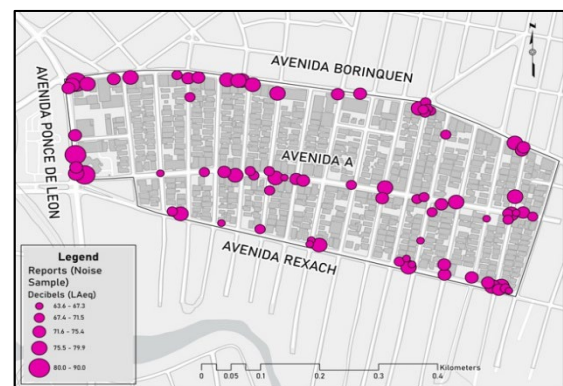 AVENIDA BORINQUEN
AVENIDA PONCE DE LEON
AVENIDA A
AVENIDA REXACH
Legend
Reports (Noise
Sample)
Decibels (LAeq)
63.6 - 67.3
67.4 - 71.5
71.6 - 75.4
75.5 - 79.9
80.0 - 90.0
Kilometers
0 0.05 0.1 0.2 0.3 0.4